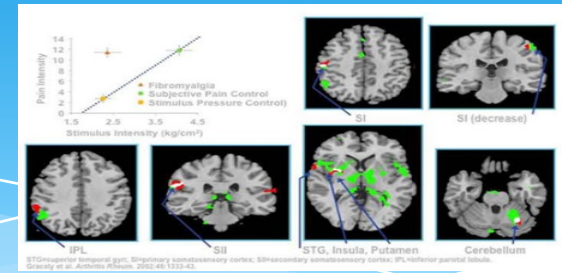 14
12
10
8
6
4
2
0
Pain Intensity
Fibromyalgia
Subjective Pain Control
Stimulus Pressure Control)
1.5 2.5 3.5 4.5
Stimulus Intensity (kg/cm²)
SI
SI (decrease)
IPL
SII
STG, Insula, Putamen
Cerebellum
STG=superior temporal gyri, SI=primary somatosensory cortex; SII=secondary somatosensory cortex; IPL=inferior parietal lobule.
Gracely et al. Arthritis Rheum. 2002;46:1333-43.